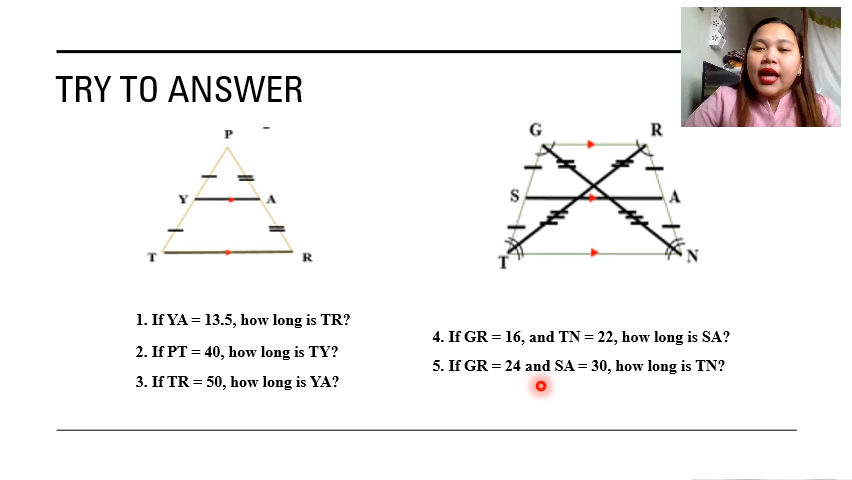 TRY TO ANSWER
P
Y
A
T
R
G
R
S
A
T
N
1. If YA = 13.5, how long is TR?
2. If PT = 40, how long is TY?
3. If TR = 50, how long is YA?
4. If GR = 16, and TN = 22, how long is SA?
5. If GR = 24 and SA = 30, how long is TN?